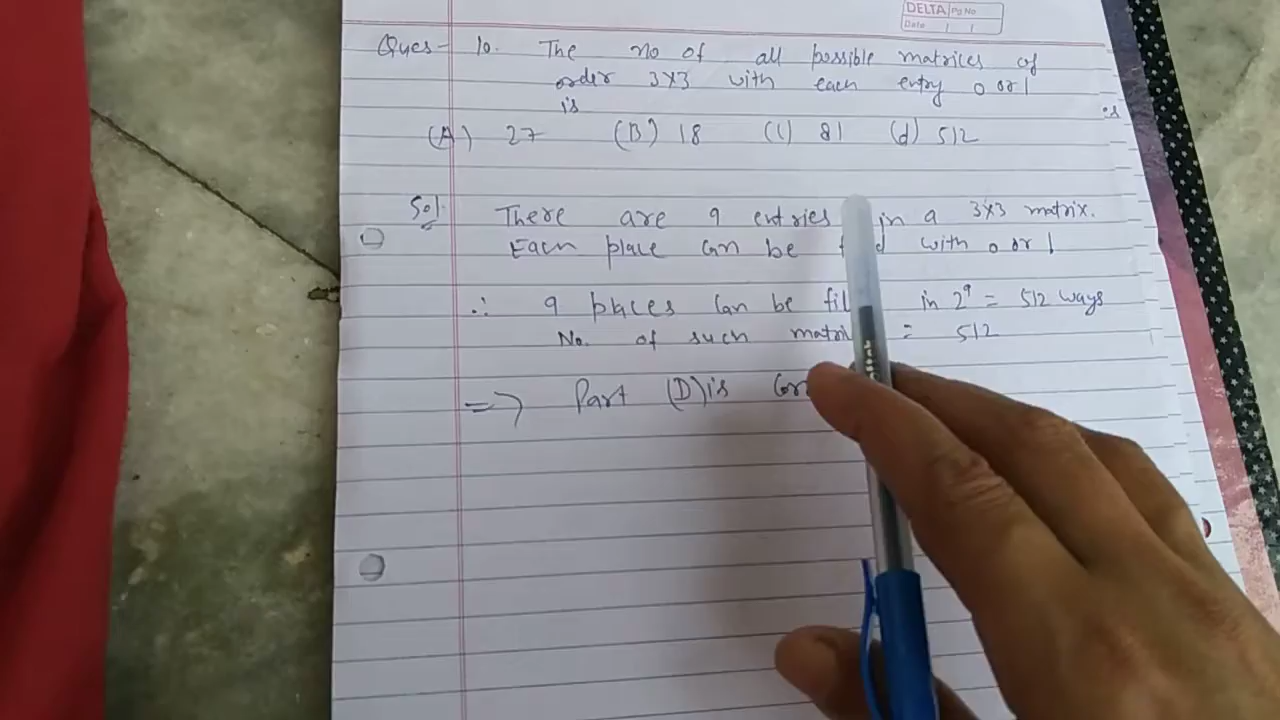 DELTA Pg No
Date
Ques- 10. The no of all possible matrices of
order 3x3 with each entry 0 or 1
is
(A) 27 (B) 18 (C) 81 (d) 512
Sol. There are 9 entries in a 3x3 matrix.
Each place can be with 0 or 1
∴ 9 places can be in 2⁹ = 512 ways
No. of such = 512
=> Part (D) is